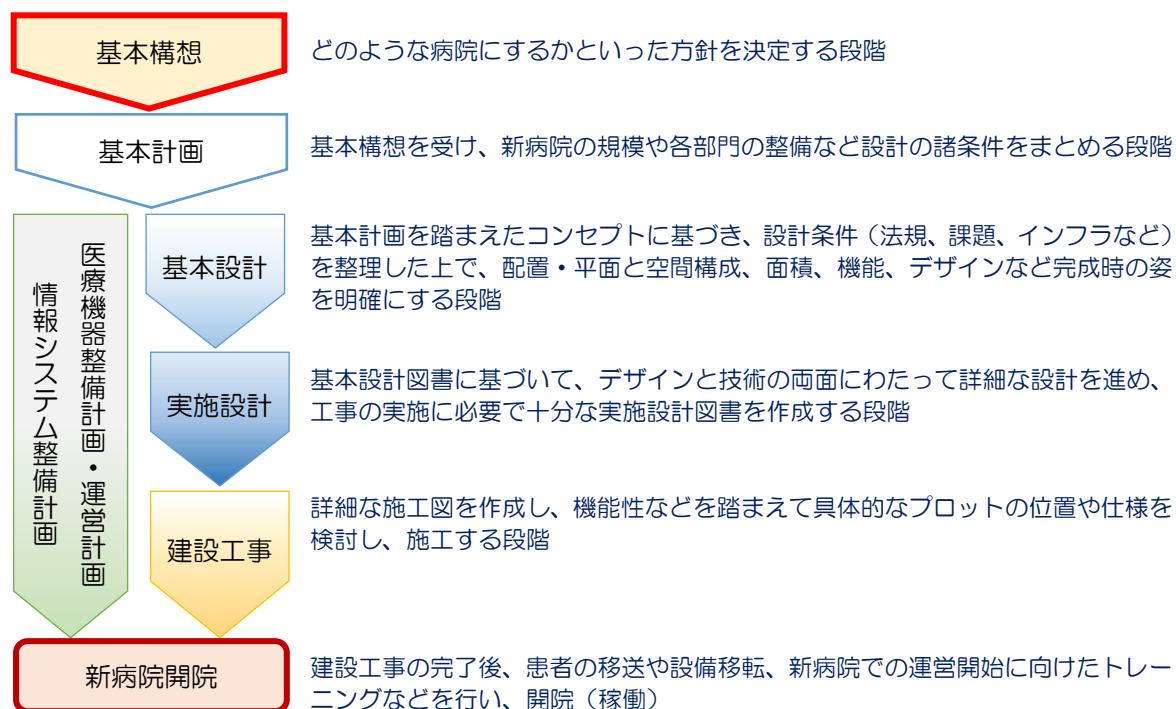 基本構想
どのような病院にするかといった方針を決定する段階
基本計画
基本構想を受け、新病院の規模や各部門の整備など設計の諸条件をまとめる段階
医療機器整備計画・運営計画
情報システム整備計画
基本設計
基本計画を踏まえたコンセプトに基づき、設計条件（法規、課題、インフラなど）
を整理した上で、配置・平面と空間構成、面積、機能、デザインなど完成時の姿
を明確にする段階
実施設計
基本設計図書に基づいて、デザインと技術の両面にわたって詳細な設計を進め、
工事の実施に必要で十分な実施設計図書を作成する段階
建設工事
詳細な施工図を作成し、機能性などを踏まえて具体的なプロットの位置や仕様を
検討し、施工する段階
新病院開院
建設工事の完了後、患者の移送や設備移転、新病院での運営開始に向けたトレー
ニングなどを行い、開院（稼働）